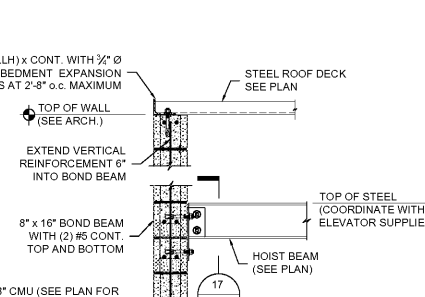 LLH) x CONT. WITH ¾" Ø
BEDMENT EXPANSION
S AT 2'-8" o.c. MAXIMUM
STEEL ROOF DECK
SEE PLAN
TOP OF WALL
(SEE ARCH.)
EXTEND VERTICAL
REINFORCEMENT 6"
INTO BOND BEAM
TOP OF STEEL
(COORDINATE WITH
ELEVATOR SUPPLIE
8" x 16" BOND BEAM
WITH (2) #5 CONT.
TOP AND BOTTOM
HOIST BEAM
(SEE PLAN)
17
8" CMU (SEE PLAN FOR